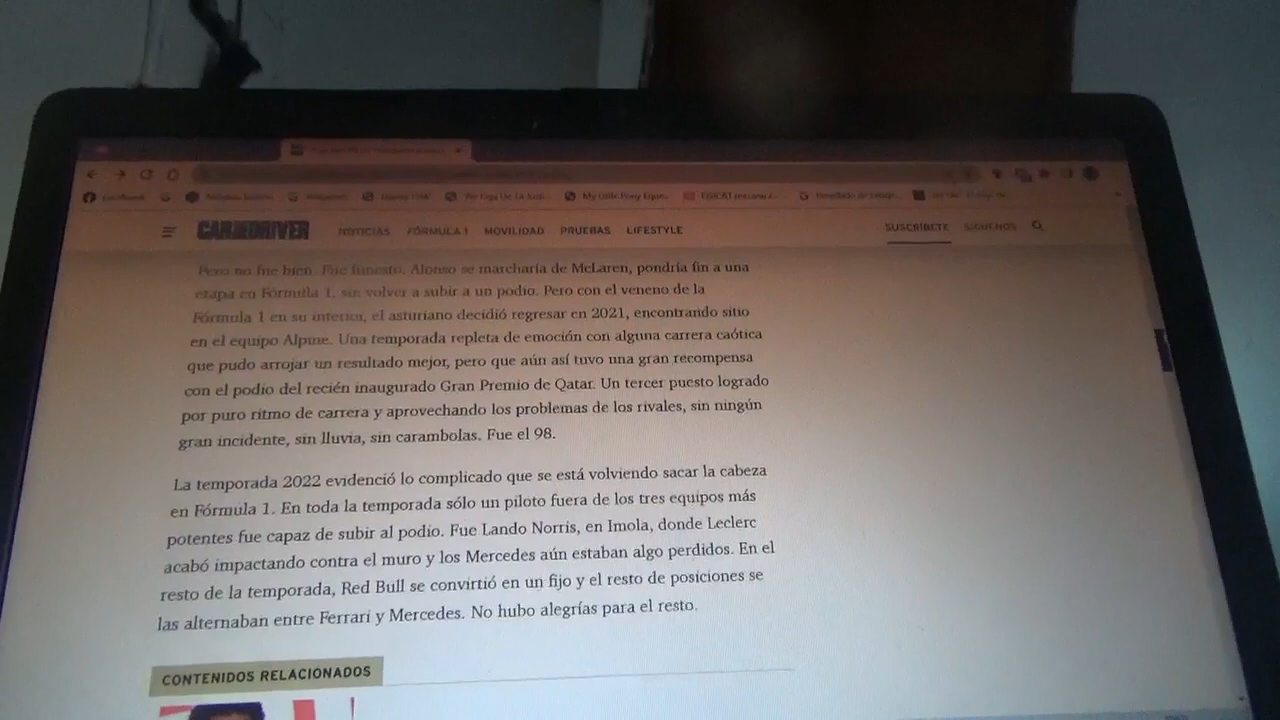 Facebook
My Little Pony Eque...
CAR AND DRIVER NOTICIAS FÓRMULA 1 MOVILIDAD PRUEBAS LIFESTYLE SUSCRÍBETE SÍGUENOS
Pero no fue bien. Fue funesto, Alonso se marcharía de McLaren, pondría fin a una
etapa en Fórmula 1, sin volver a subir a un podio. Pero con el veneno de la
Fórmula 1 en su interior, el asturiano decidió regresar en 2021, encontrando sitio
en el equipo Alpine. Una temporada repleta de emoción con alguna carrera caótica
que pudo arrojar un resultado mejor, pero que aún así tuvo una gran recompensa
con el podio del recién inaugurado Gran Premio de Qatar. Un tercer puesto logrado
por puro ritmo de carrera y aprovechando los problemas de los rivales, sin ningún
gran incidente, sin lluvia, sin carambolas. Fue el 98.
La temporada 2022 evidenció lo complicado que se está volviendo sacar la cabeza
en Fórmula 1. En toda la temporada sólo un piloto fuera de los tres equipos más
potentes fue capaz de subir al podio. Fue Lando Norris, en Imola, donde Leclerc
acabó impactando contra el muro y los Mercedes aún estaban algo perdidos. En el
resto de la temporada, Red Bull se convirtió en un fijo y el resto de posiciones se
las alternaban entre Ferrari y Mercedes. No hubo alegrías para el resto.
CONTENIDOS RELACIONADOS